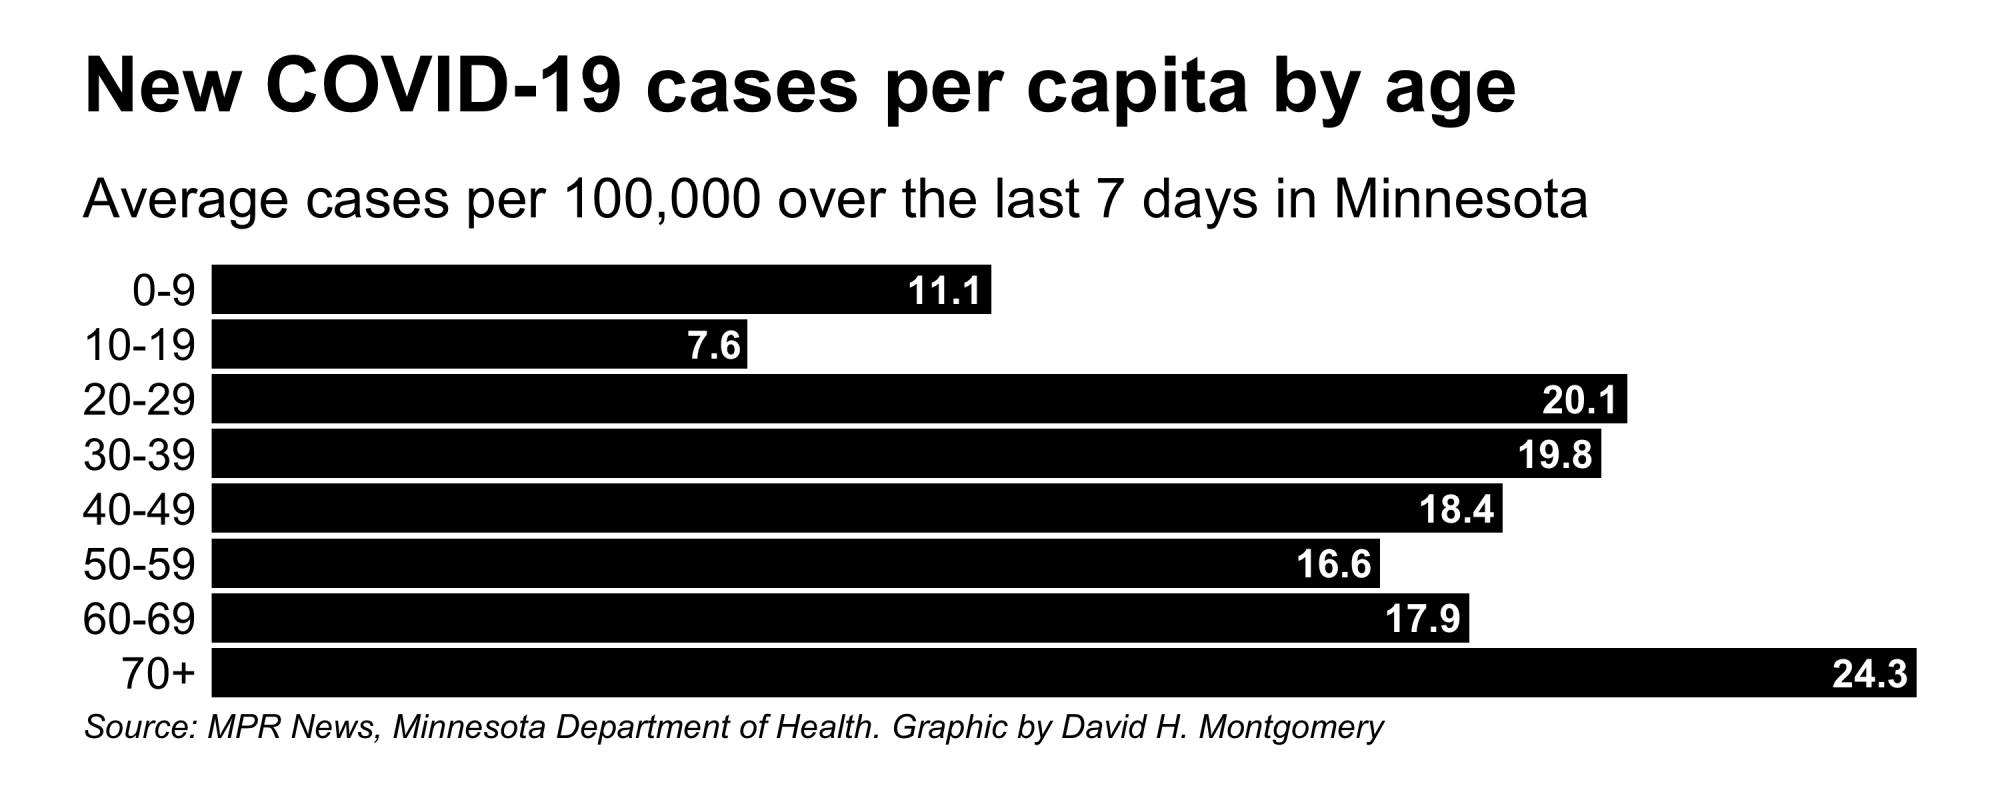 New COVID-19 cases per capita by age
Average cases per 100,000 over the last 7 days in Minnesota
0-9 11.1
10-19 7.6
20-29 20.1
30-39 19.8
40-49 18.4
50-59 16.6
60-69 17.9
70+ 24.3
Source: MPR News, Minnesota Department of Health. Graphic by David H. Montgomery